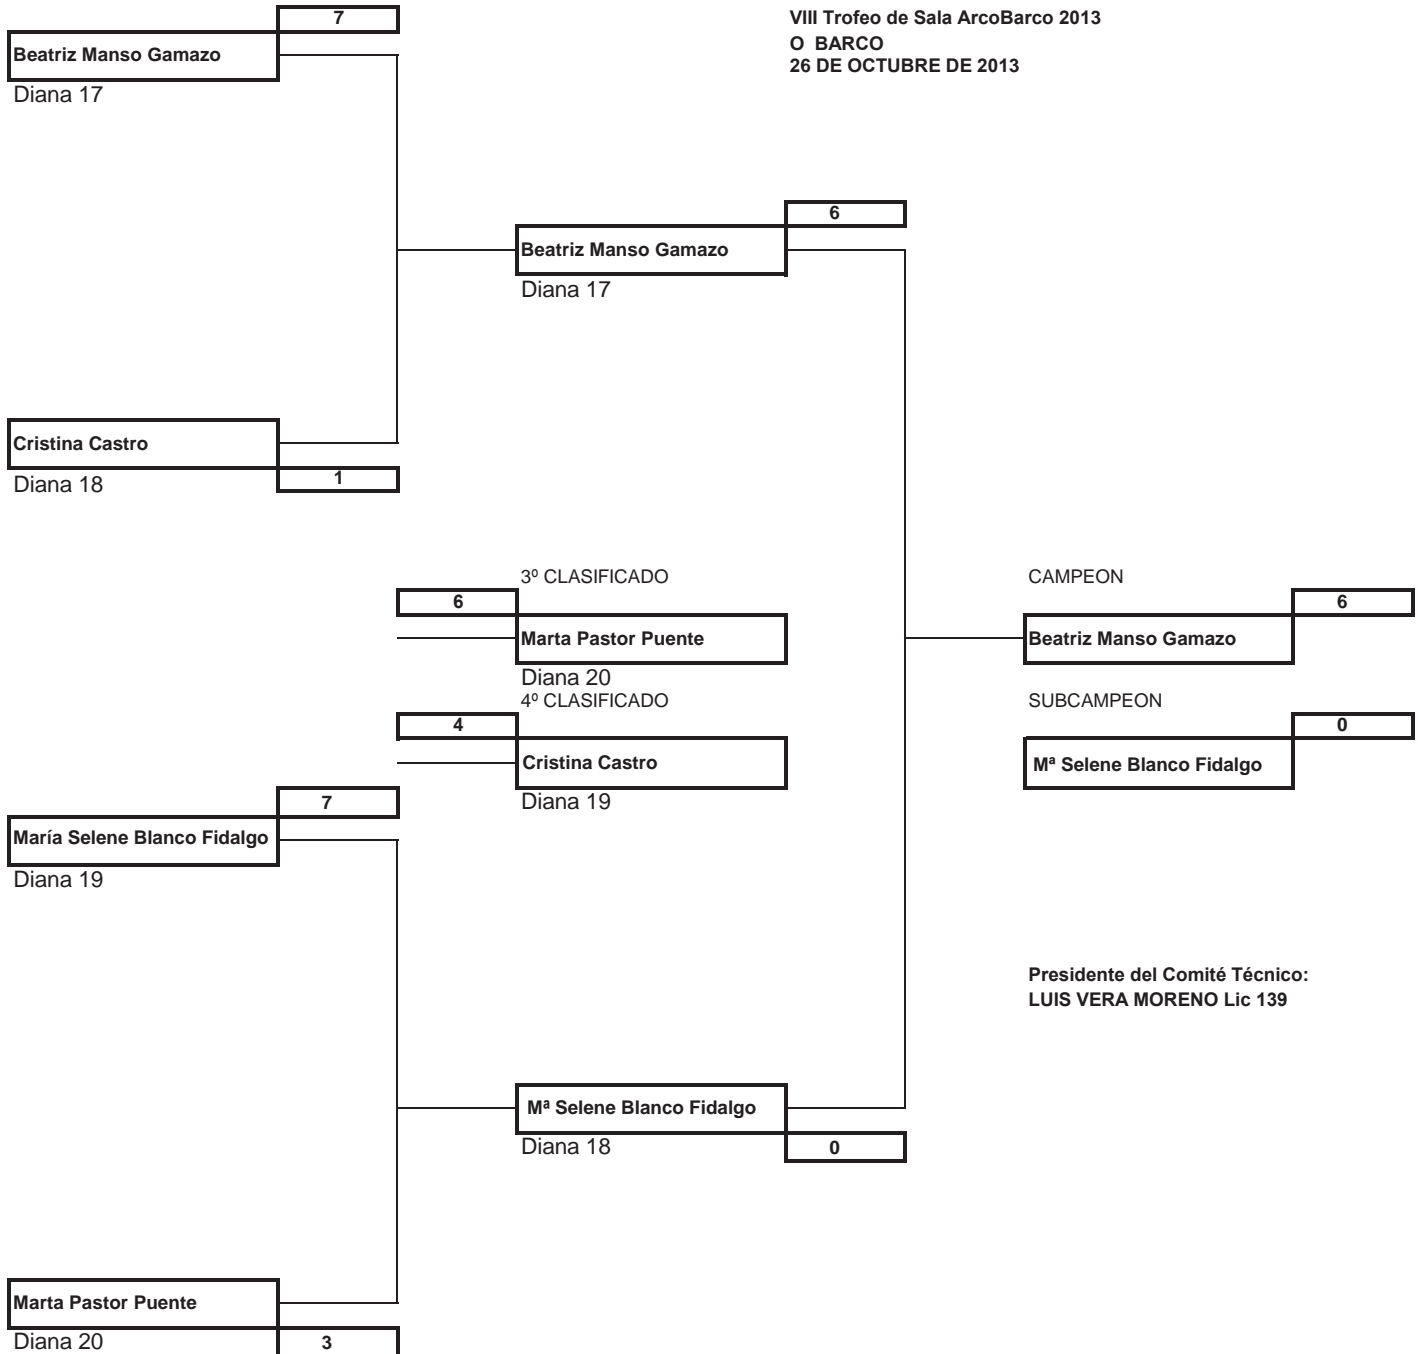 7
VIII Trofeo de Sala ArcoBarco 2013
O BARCO
26 DE OCTUBRE DE 2013
Beatriz Manso Gamazo
Diana 17
6
Beatriz Manso Gamazo
Diana 17
Cristina Castro
Diana 18
1
3º CLASIFICADO
6
Marta Pastor Puente
Diana 20
4º CLASIFICADO
4
Cristina Castro
Diana 19
CAMPEON
6
Beatriz Manso Gamazo
SUBCAMPEON
0
Mª Selene Blanco Fidalgo
7
María Selene Blanco Fidalgo
Diana 19
Presidente del Comité Técnico:
LUIS VERA MORENO Lic 139
Mª Selene Blanco Fidalgo
Diana 18
0
Marta Pastor Puente
Diana 20
3